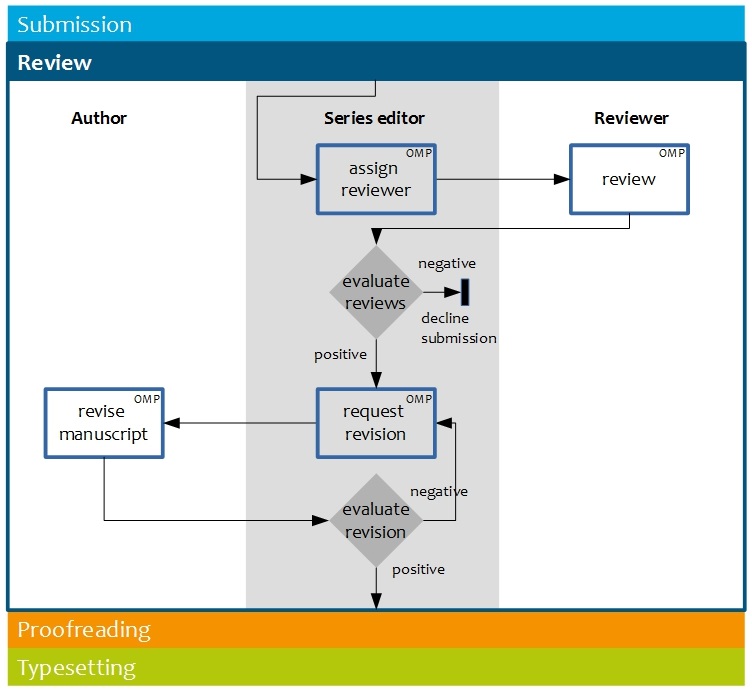 Submission
Review
Author
Series editor
Reviewer
OMP
assign
reviewer
OMP
review
evaluate
reviews
negative
decline
submission
positive
OMP
revise
manuscript
OMP
request
revision
negative
evaluate
revision
positive
Proofreading
Typesetting